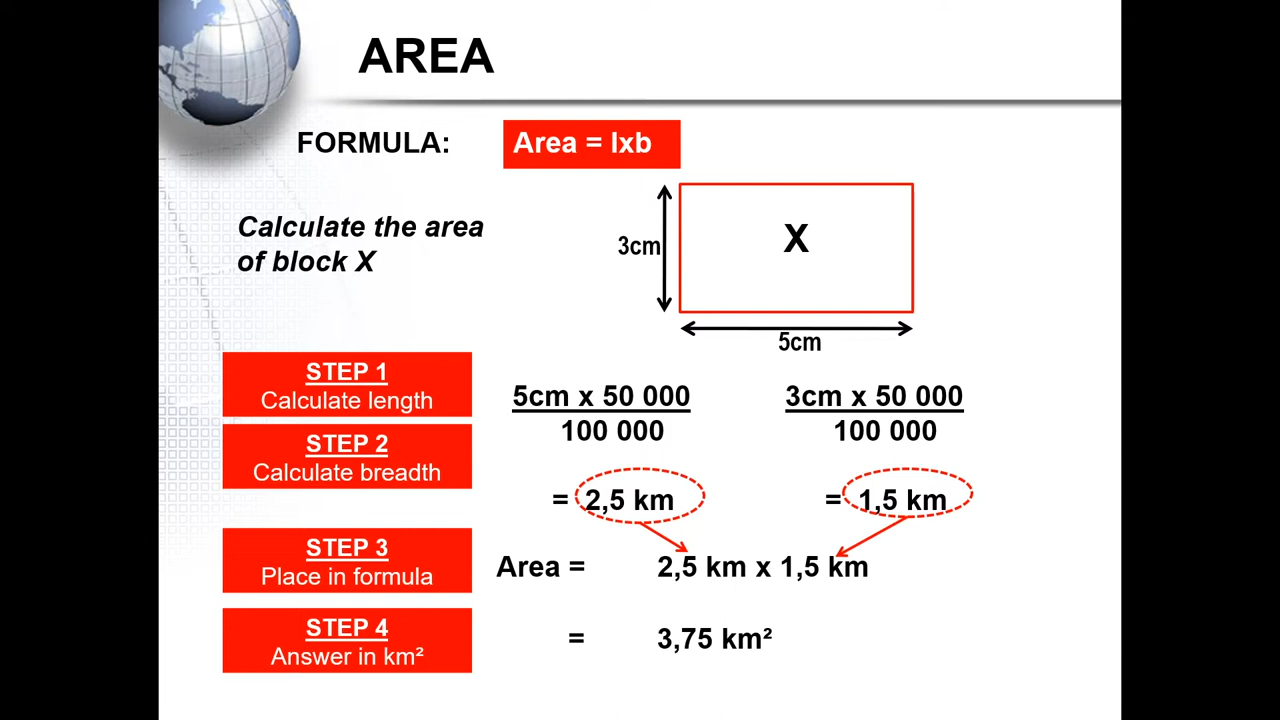 AREA
FORMULA:
Area = lxb
Calculate the area
of block X
X
3cm
5cm
STEP 1
Calculate length
STEP 2
Calculate breadth
5cm x 50 000
100 000
3cm x 50 000
100 000
= 2,5 km
= 1,5 km
STEP 3
Place in formula
Area = 2,5 km x 1,5 km
STEP 4
Answer in km²
= 3,75 km²